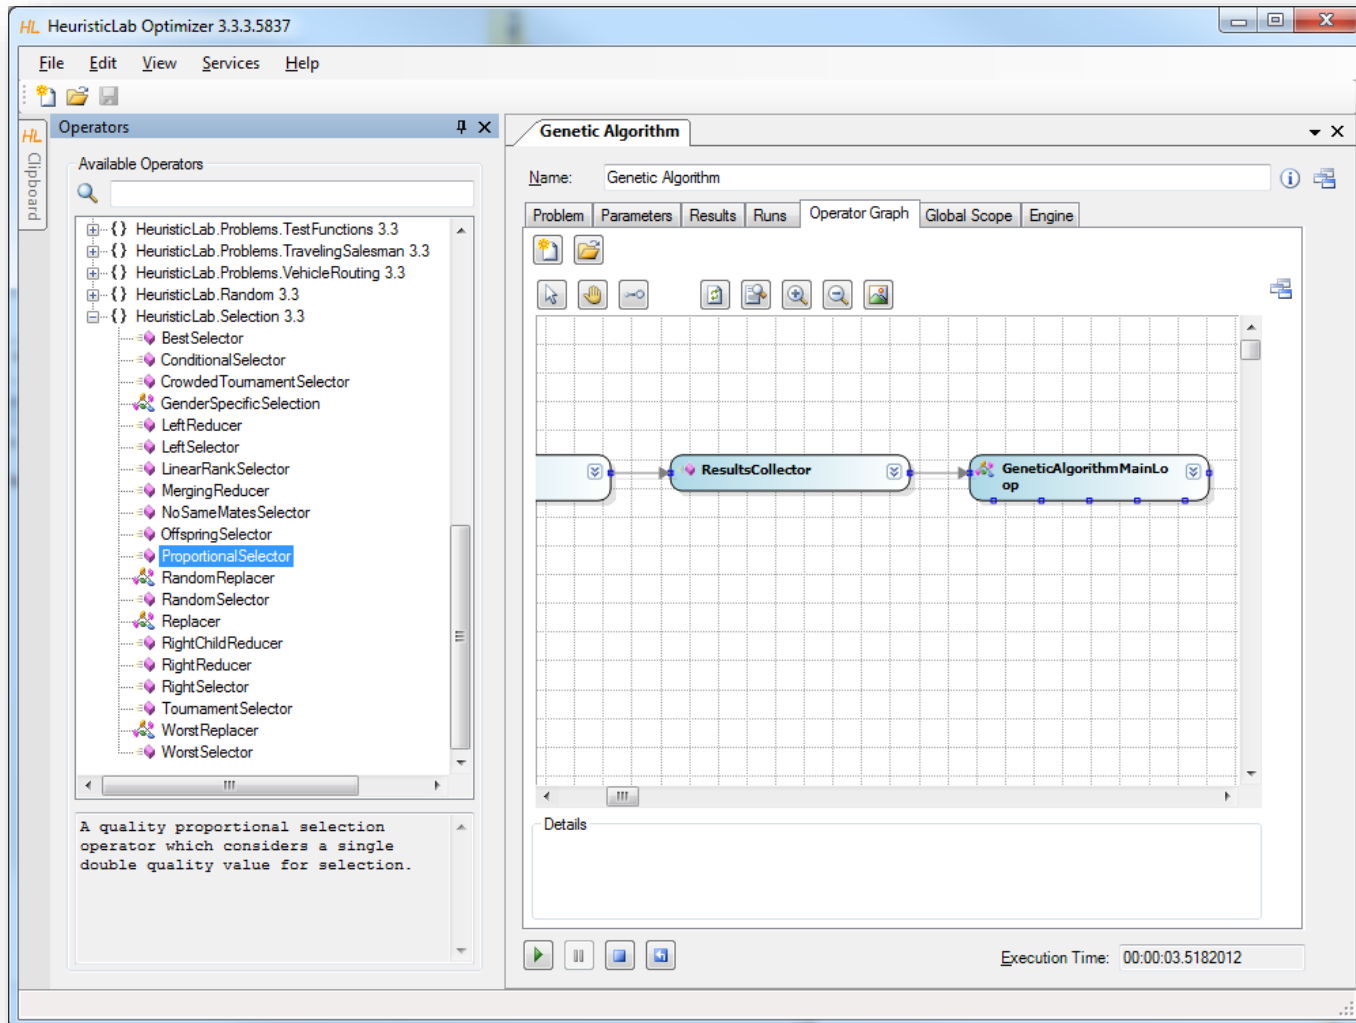 HL HeuristicLab Optimizer 3.3.3.5837
File Edit View Services Help
HL Clipboard
Operators
Available Operators
{} HeuristicLab.Problems.TestFunctions 3.3
{} HeuristicLab.Problems.TravelingSalesman 3.3
{} HeuristicLab.Problems.VehicleRouting 3.3
{} HeuristicLab.Random 3.3
{} HeuristicLab.Selection 3.3
BestSelector
ConditionalSelector
CrowdedTournamentSelector
GenderSpecificSelection
LeftReducer
LeftSelector
LinearRankSelector
MergingReducer
NoSameMatesSelector
OffspringSelector
ProportionalSelector
RandomReplacer
RandomSelector
Replacer
RightChildReducer
RightReducer
RightSelector
TournamentSelector
WorstReplacer
WorstSelector
A quality proportional selection
operator which considers a single
double quality value for selection.
Genetic Algorithm
Name: Genetic Algorithm
Problem Parameters Results Runs Operator Graph Global Scope Engine
ResultsCollector
GeneticAlgorithmMainLo
op
Details
Execution Time: 00:00:03.5182012